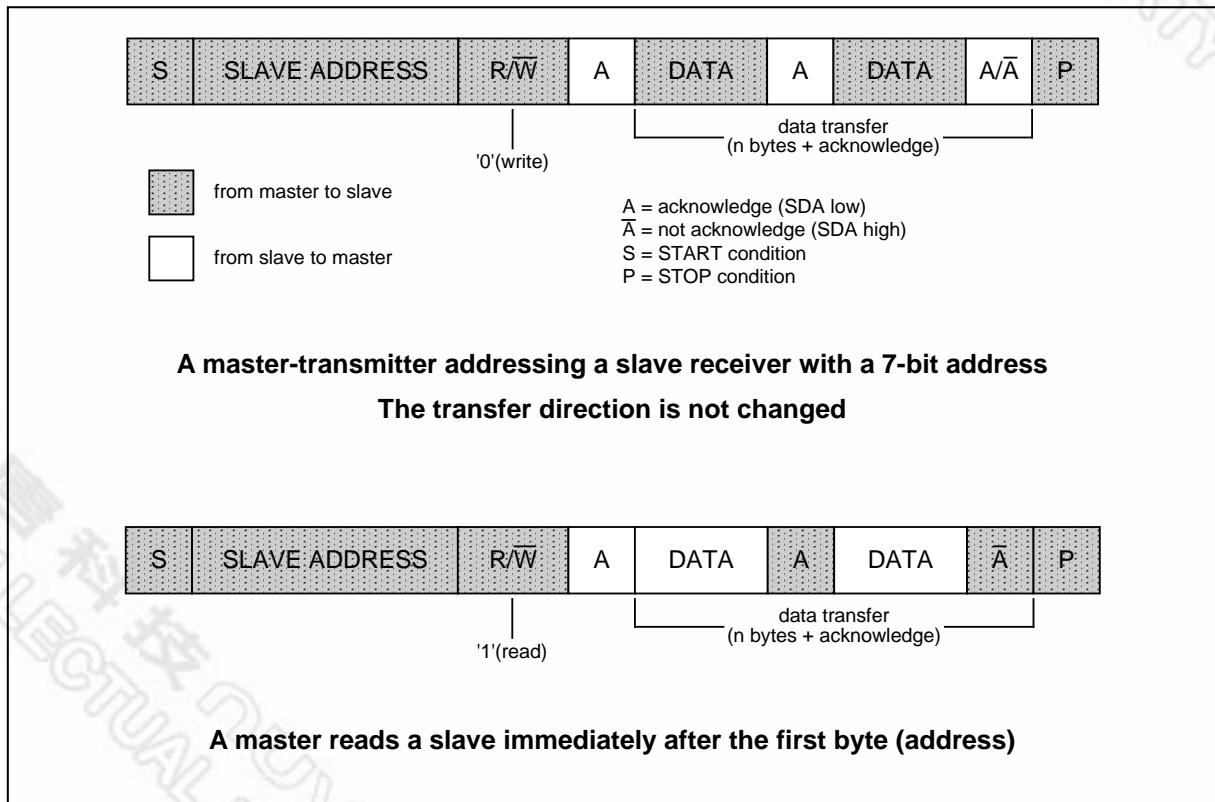 S SLAVE ADDRESS R/W̅ A DATA A DATA A/A̅ P
data transfer
(n bytes + acknowledge)
'0'(write)
from master to slave
from slave to master
A = acknowledge (SDA low)
A̅ = not acknowledge (SDA high)
S = START condition
P = STOP condition
A master-transmitter addressing a slave receiver with a 7-bit address
The transfer direction is not changed
S SLAVE ADDRESS R/W̅ A DATA A DATA A̅ P
data transfer
(n bytes + acknowledge)
'1'(read)
A master reads a slave immediately after the first byte (address)